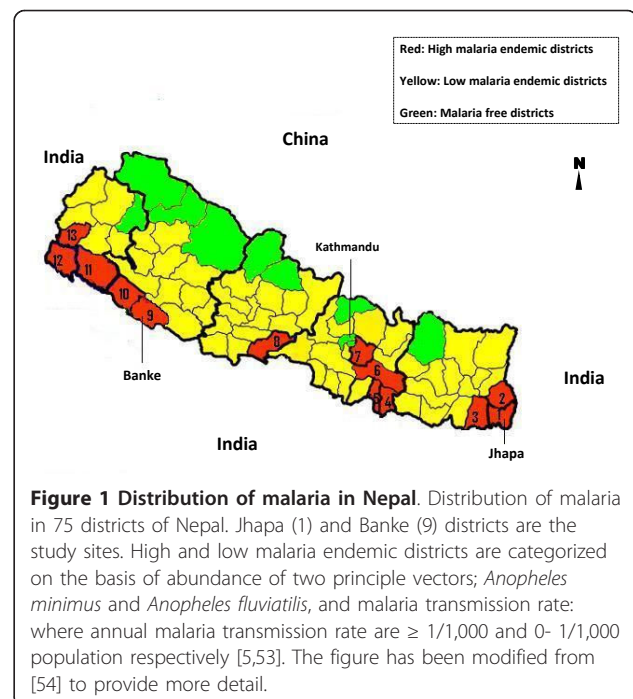 Red: High malaria endemic districts
Yellow: Low malaria endemic districts
Green: Malaria free districts
China
India
N
Kathmandu
13
12
11
10
9
8
7
6
5
4
3
2
1
Banke
India
India
Jhapa
Figure 1 Distribution of malaria in Nepal. Distribution of malaria
in 75 districts of Nepal. Jhapa (1) and Banke (9) districts are the
study sites. High and low malaria endemic districts are categorized
on the basis of abundance of two principle vectors; Anopheles
minimus and Anopheles fluviatilis, and malaria transmission rate:
where annual malaria transmission rate are ≥ 1/1,000 and 0- 1/1,000
population respectively [5,53]. The figure has been modified from
[54] to provide more detail.